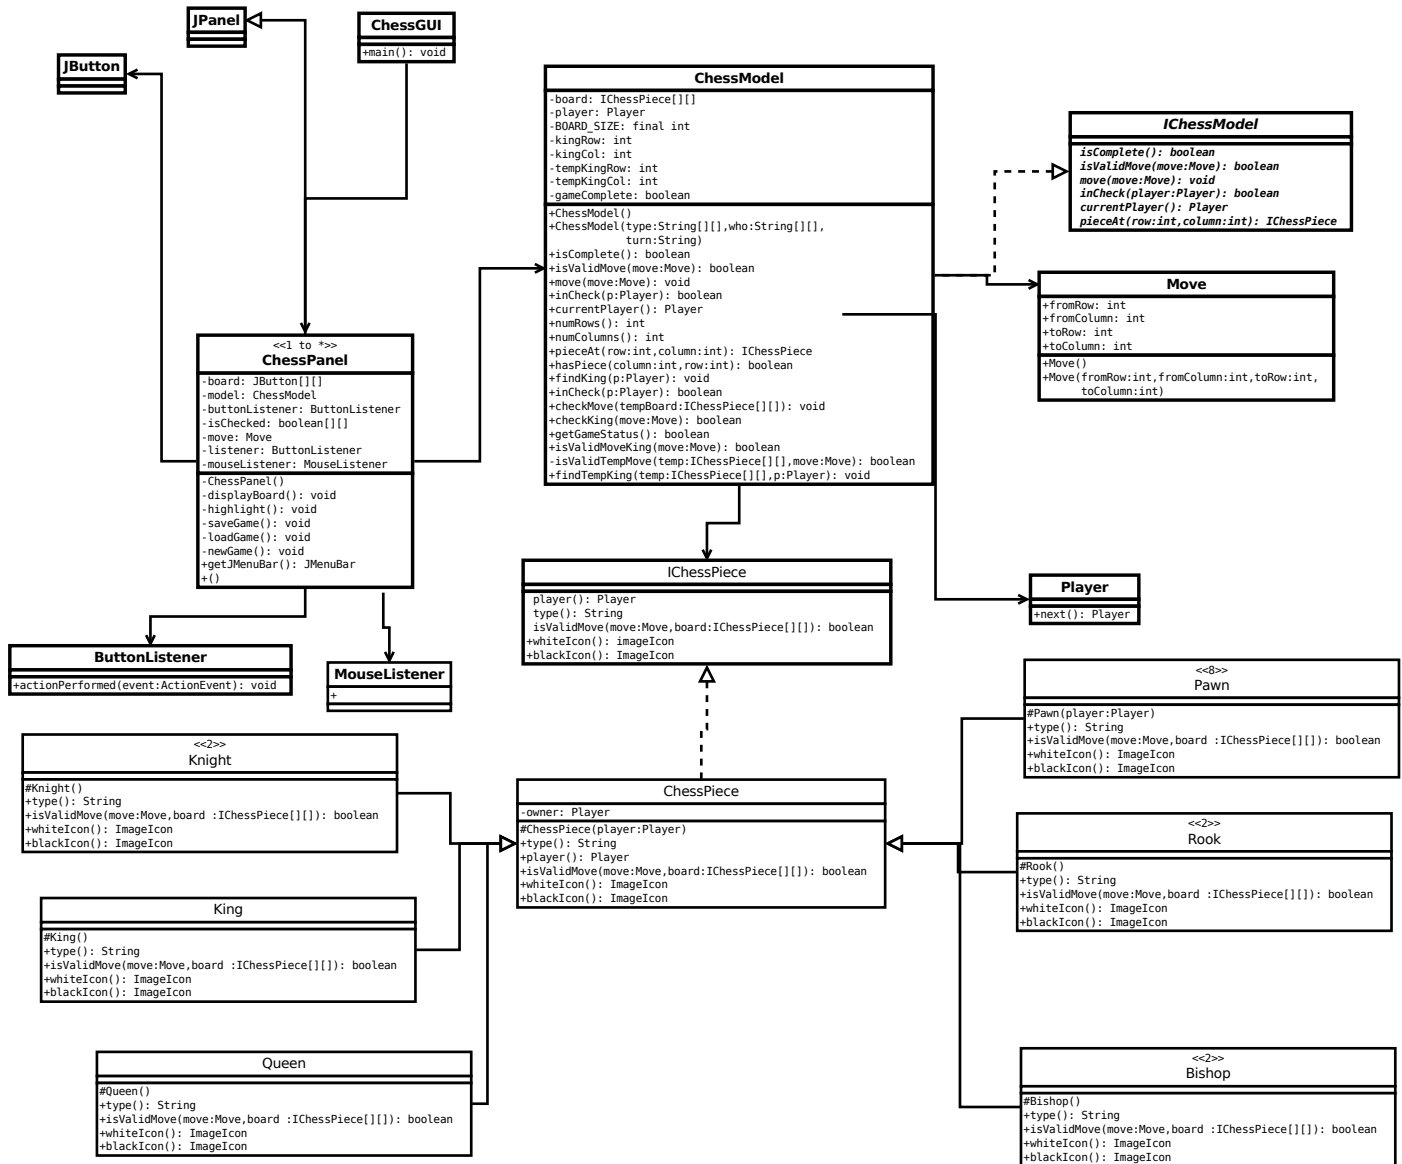 JPanel
ChessGUI
+main(): void
JButton
ChessModel
-board: IChessPiece[][]
-player: Player
-BOARD_SIZE: final int
-kingRow: int
-kingCol: int
-tempKingRow: int
-tempKingCol: int
-gameComplete: boolean
+ChessModel()
+ChessModel(type:String[][],who:String[][],
turn:String)
+isComplete(): boolean
+isValidMove(move:Move): boolean
+move(move:Move): void
+inCheck(p:Player): boolean
+currentPlayer(): Player
+numRows(): int
+numColumns(): int
+pieceAt(row:int,column:int): IChessPiece
+hasPiece(column:int,row:int): boolean
+findKing(p:Player): void
+inCheck(p:Player): boolean
+checkMove(tempBoard:IChessPiece[][]): void
+checkKing(move:Move): boolean
+getGameStatus(): boolean
+isValidMoveKing(move:Move): boolean
-isValidTempMove(temp:IChessPiece[][],move:Move): boolean
+findTempKing(temp:IChessPiece[][],p:Player): void
IChessModel
isComplete(): boolean
isValidMove(move:Move): boolean
move(move:Move): void
inCheck(player:Player): boolean
currentPlayer(): Player
pieceAt(row:int,column:int): IChessPiece
Move
+fromRow: int
+fromColumn: int
+toRow: int
+toColumn: int
+Move()
+Move(fromRow:int,fromColumn:int,toRow:int,
toColumn:int)
<<1 to *>>
ChessPanel
-board: JButton[][]
-model: ChessModel
-buttonListener: ButtonListener
-isChecked: boolean[][]
-move: Move
-listener: ButtonListener
-mouseListener: MouseListener
-ChessPanel()
-displayBoard(): void
-highlight(): void
-saveGame(): void
-loadGame(): void
-newGame(): void
+getJMenuBar(): JMenuBar
+()
IChessPiece
player(): Player
type(): String
isValidMove(move:Move,board:IChessPiece[][]): boolean
+whiteIcon(): imageIcon
+blackIcon(): ImageIcon
Player
+next(): Player
ButtonListener
+actionPerformed(event:ActionEvent): void
MouseListener
+
<<8>>
Pawn
#Pawn(player:Player)
+type(): String
+isValidMove(move:Move,board :IChessPiece[][]): boolean
+whiteIcon(): ImageIcon
+blackIcon(): ImageIcon
<<2>>
Knight
#Knight()
+type(): String
+isValidMove(move:Move,board :IChessPiece[][]): boolean
+whiteIcon(): ImageIcon
+blackIcon(): ImageIcon
ChessPiece
-owner: Player
#ChessPiece(player:Player)
+type(): String
+player(): Player
+isValidMove(move:Move,board:IChessPiece[][]): boolean
+whiteIcon(): ImageIcon
+blackIcon(): ImageIcon
<<2>>
Rook
#Rook()
+type(): String
+isValidMove(move:Move,board :IChessPiece[][]): boolean
+whiteIcon(): ImageIcon
+blackIcon(): ImageIcon
King
#King()
+type(): String
+isValidMove(move:Move,board :IChessPiece[][]): boolean
+whiteIcon(): ImageIcon
+blackIcon(): ImageIcon
Queen
#Queen()
+type(): String
+isValidMove(move:Move,board :IChessPiece[][]): boolean
+whiteIcon(): ImageIcon
+blackIcon(): ImageIcon
<<2>>
Bishop
#Bishop()
+type(): String
+isValidMove(move:Move,board :IChessPiece[][]): boolean
+whiteIcon(): ImageIcon
+blackIcon(): ImageIcon